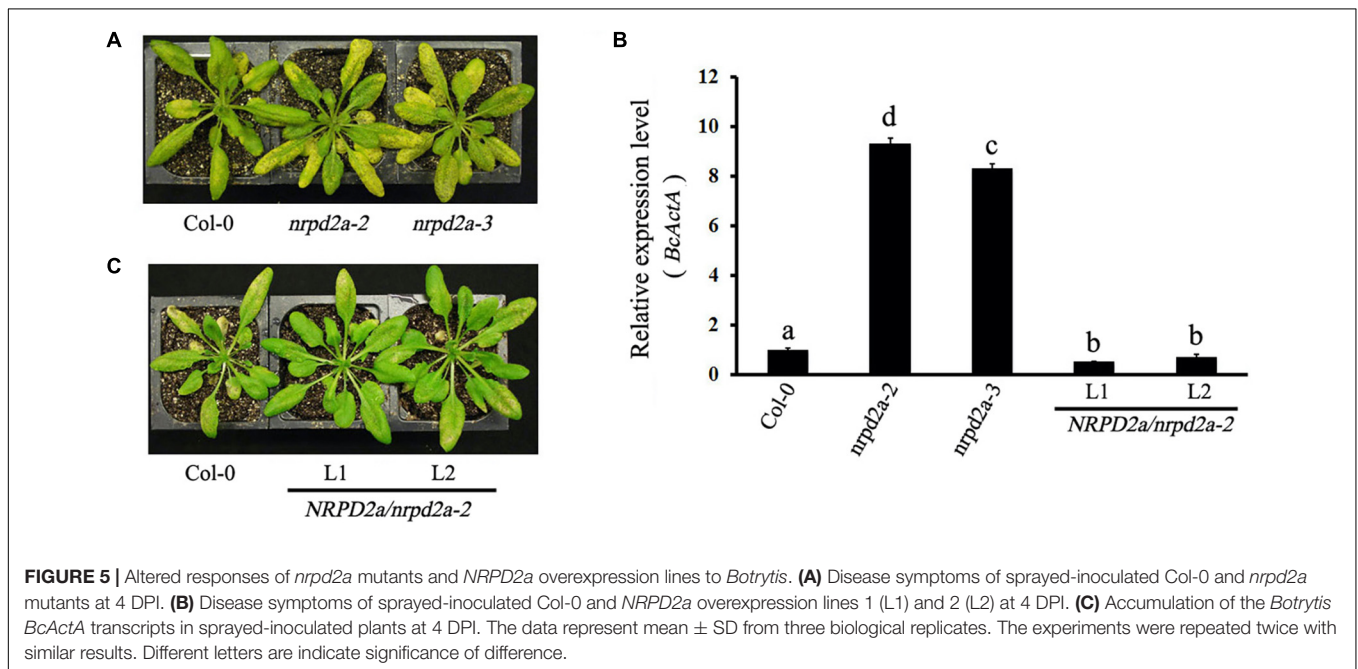 A
Col-0 nrpd2a-2 nrpd2a-3
C
Col-0 L1 L2
NRPD2a/nrpd2a-2
B
Relative expression level
( BcActA )
12
10
8
6
4
2
0
a
d
c
b
b
Col-0
nrpd2a-2
nrpd2a-3
L1 L2
NRPD2a/nrpd2a-2
FIGURE 5 | Altered responses of nrpd2a mutants and NRPD2a overexpression lines to Botrytis. (A) Disease symptoms of sprayed-inoculated Col-0 and nrpd2a
mutants at 4 DPI. (B) Disease symptoms of sprayed-inoculated Col-0 and NRPD2a overexpression lines 1 (L1) and 2 (L2) at 4 DPI. (C) Accumulation of the Botrytis
BcActA transcripts in sprayed-inoculated plants at 4 DPI. The data represent mean ± SD from three biological replicates. The experiments were repeated twice with
similar results. Different letters are indicate significance of difference.